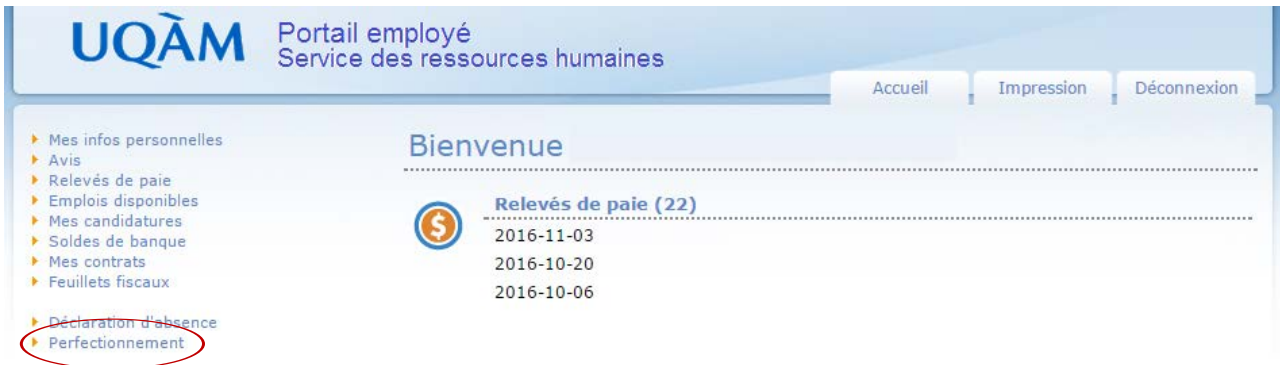 UQÀM
Portail employé
Service des ressources humaines
Accueil
Impression
Déconnexion
Mes infos personnelles
Avis
Relevés de paie
Emplois disponibles
Mes candidatures
Soldes de banque
Mes contrats
Feuillets fiscaux
Déclaration d'absence
Perfectionnement
Bienvenue
$
Relevés de paie (22)
2016-11-03
2016-10-20
2016-10-06